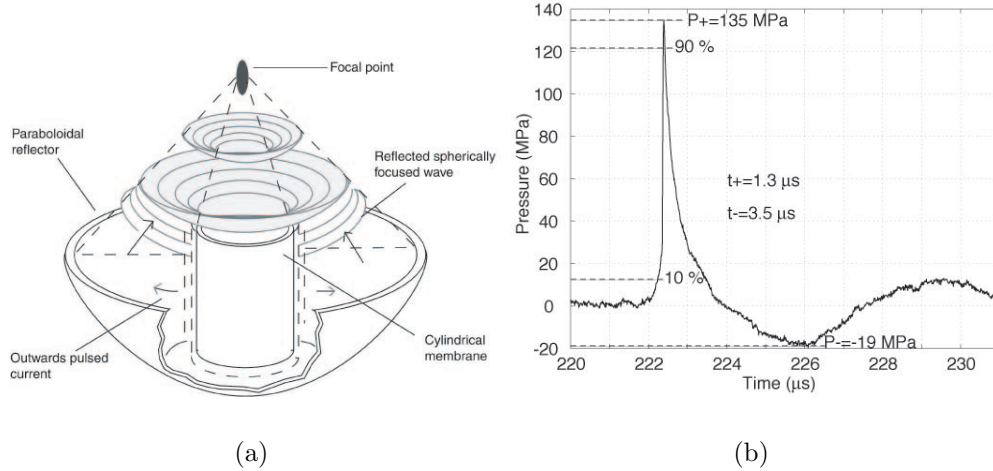 Focal point
Paraboloidal
reflector
Reflected spherically
focused wave
Outwards pulsed
current
Cylindrical
membrane
(a)
P+=135 MPa
90 %
t+=1.3 µs
t-=3.5 µs
10 %
P-=-19 MPa
140
120
100
80
60
40
20
0
-20
Pressure (MPa)
220
222
224
226
228
230
Time (µs)
(b)